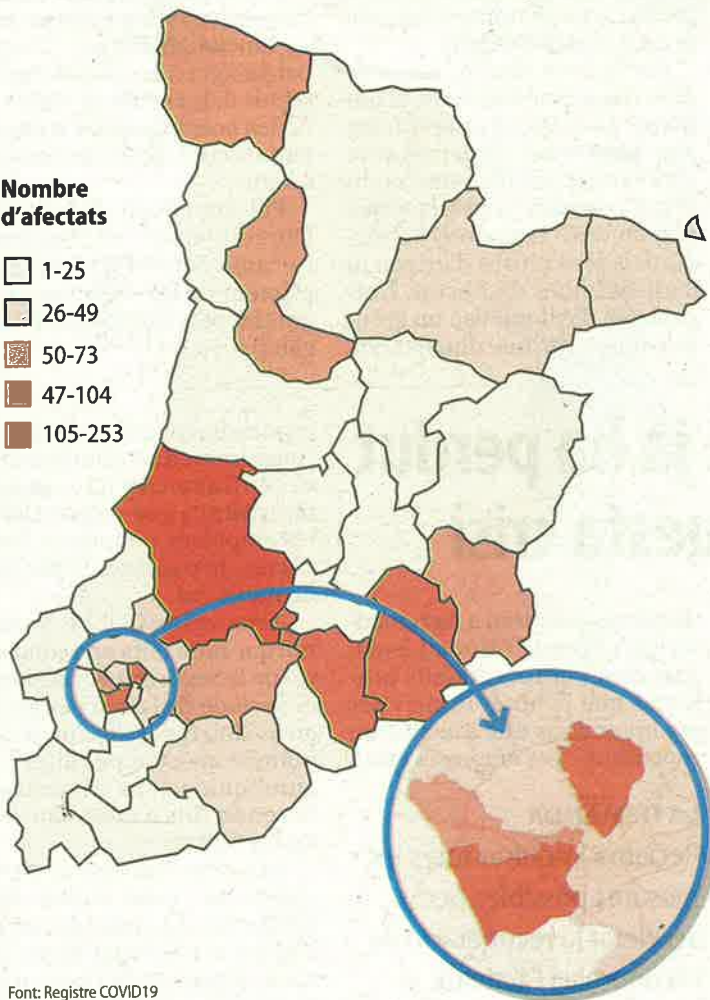 Nombre
d'afectats
1-25
26-49
50-73
47-104
105-253
Font: Registre COVID19